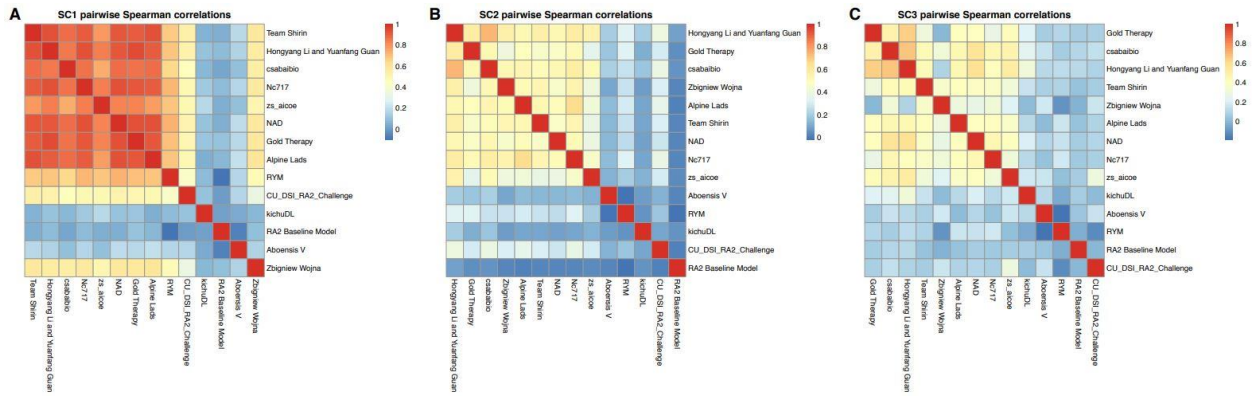 A
SC1 pairwise Spearman correlations
1
0.8
0.6
0.4
0.2
0
Team Shirin
Hongyang Li and Yuanfang Guan
csabaibio
Nc717
zs_aicoe
NAD
Gold Therapy
Alpine Lads
RYM
CU_DSI_RA2_Challenge
kichuDL
RA2 Baseline Model
Aboensis V
Zbigniew Wojna
Team Shirin
Hongyang Li and Yuanfang Guan
csabaibio
Nc717
zs_aicoe
NAD
Gold Therapy
Alpine Lads
RYM
CU_DSI_RA2_Challenge
kichuDL
RA2 Baseline Model
Aboensis V
Zbigniew Wojna
B
SC2 pairwise Spearman correlations
1
0.8
0.6
0.4
0.2
0
Hongyang Li and Yuanfang Guan
Gold Therapy
csabaibio
Zbigniew Wojna
Alpine Lads
Team Shirin
NAD
Nc717
zs_aicoe
Aboensis V
RYM
kichuDL
CU_DSI_RA2_Challenge
RA2 Baseline Model
Hongyang Li and Yuanfang Guan
Gold Therapy
csabaibio
Zbigniew Wojna
Alpine Lads
Team Shirin
NAD
Nc717
zs_aicoe
Aboensis V
RYM
kichuDL
CU_DSI_RA2_Challenge
RA2 Baseline Model
C
SC3 pairwise Spearman correlations
1
0.8
0.6
0.4
0.2
0
Gold Therapy
csabaibio
Hongyang Li and Yuanfang Guan
Team Shirin
Zbigniew Wojna
Alpine Lads
NAD
Nc717
zs_aicoe
kichuDL
Aboensis V
RYM
RA2 Baseline Model
CU_DSI_RA2_Challenge
Gold Therapy
csabaibio
Hongyang Li and Yuanfang Guan
Team Shirin
Zbigniew Wojna
Alpine Lads
NAD
Nc717
zs_aicoe
kichuDL
Aboensis V
RYM
RA2 Baseline Model
CU_DSI_RA2_Challenge